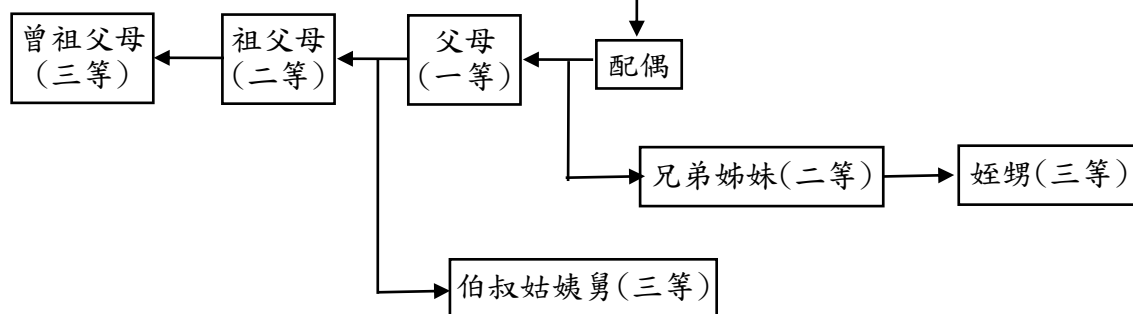 曾祖父母
(三等)
祖父母
(二等)
父母
(一等)
配偶
兄弟姊妹(二等)
姪甥(三等)
伯叔姑姨舅(三等)